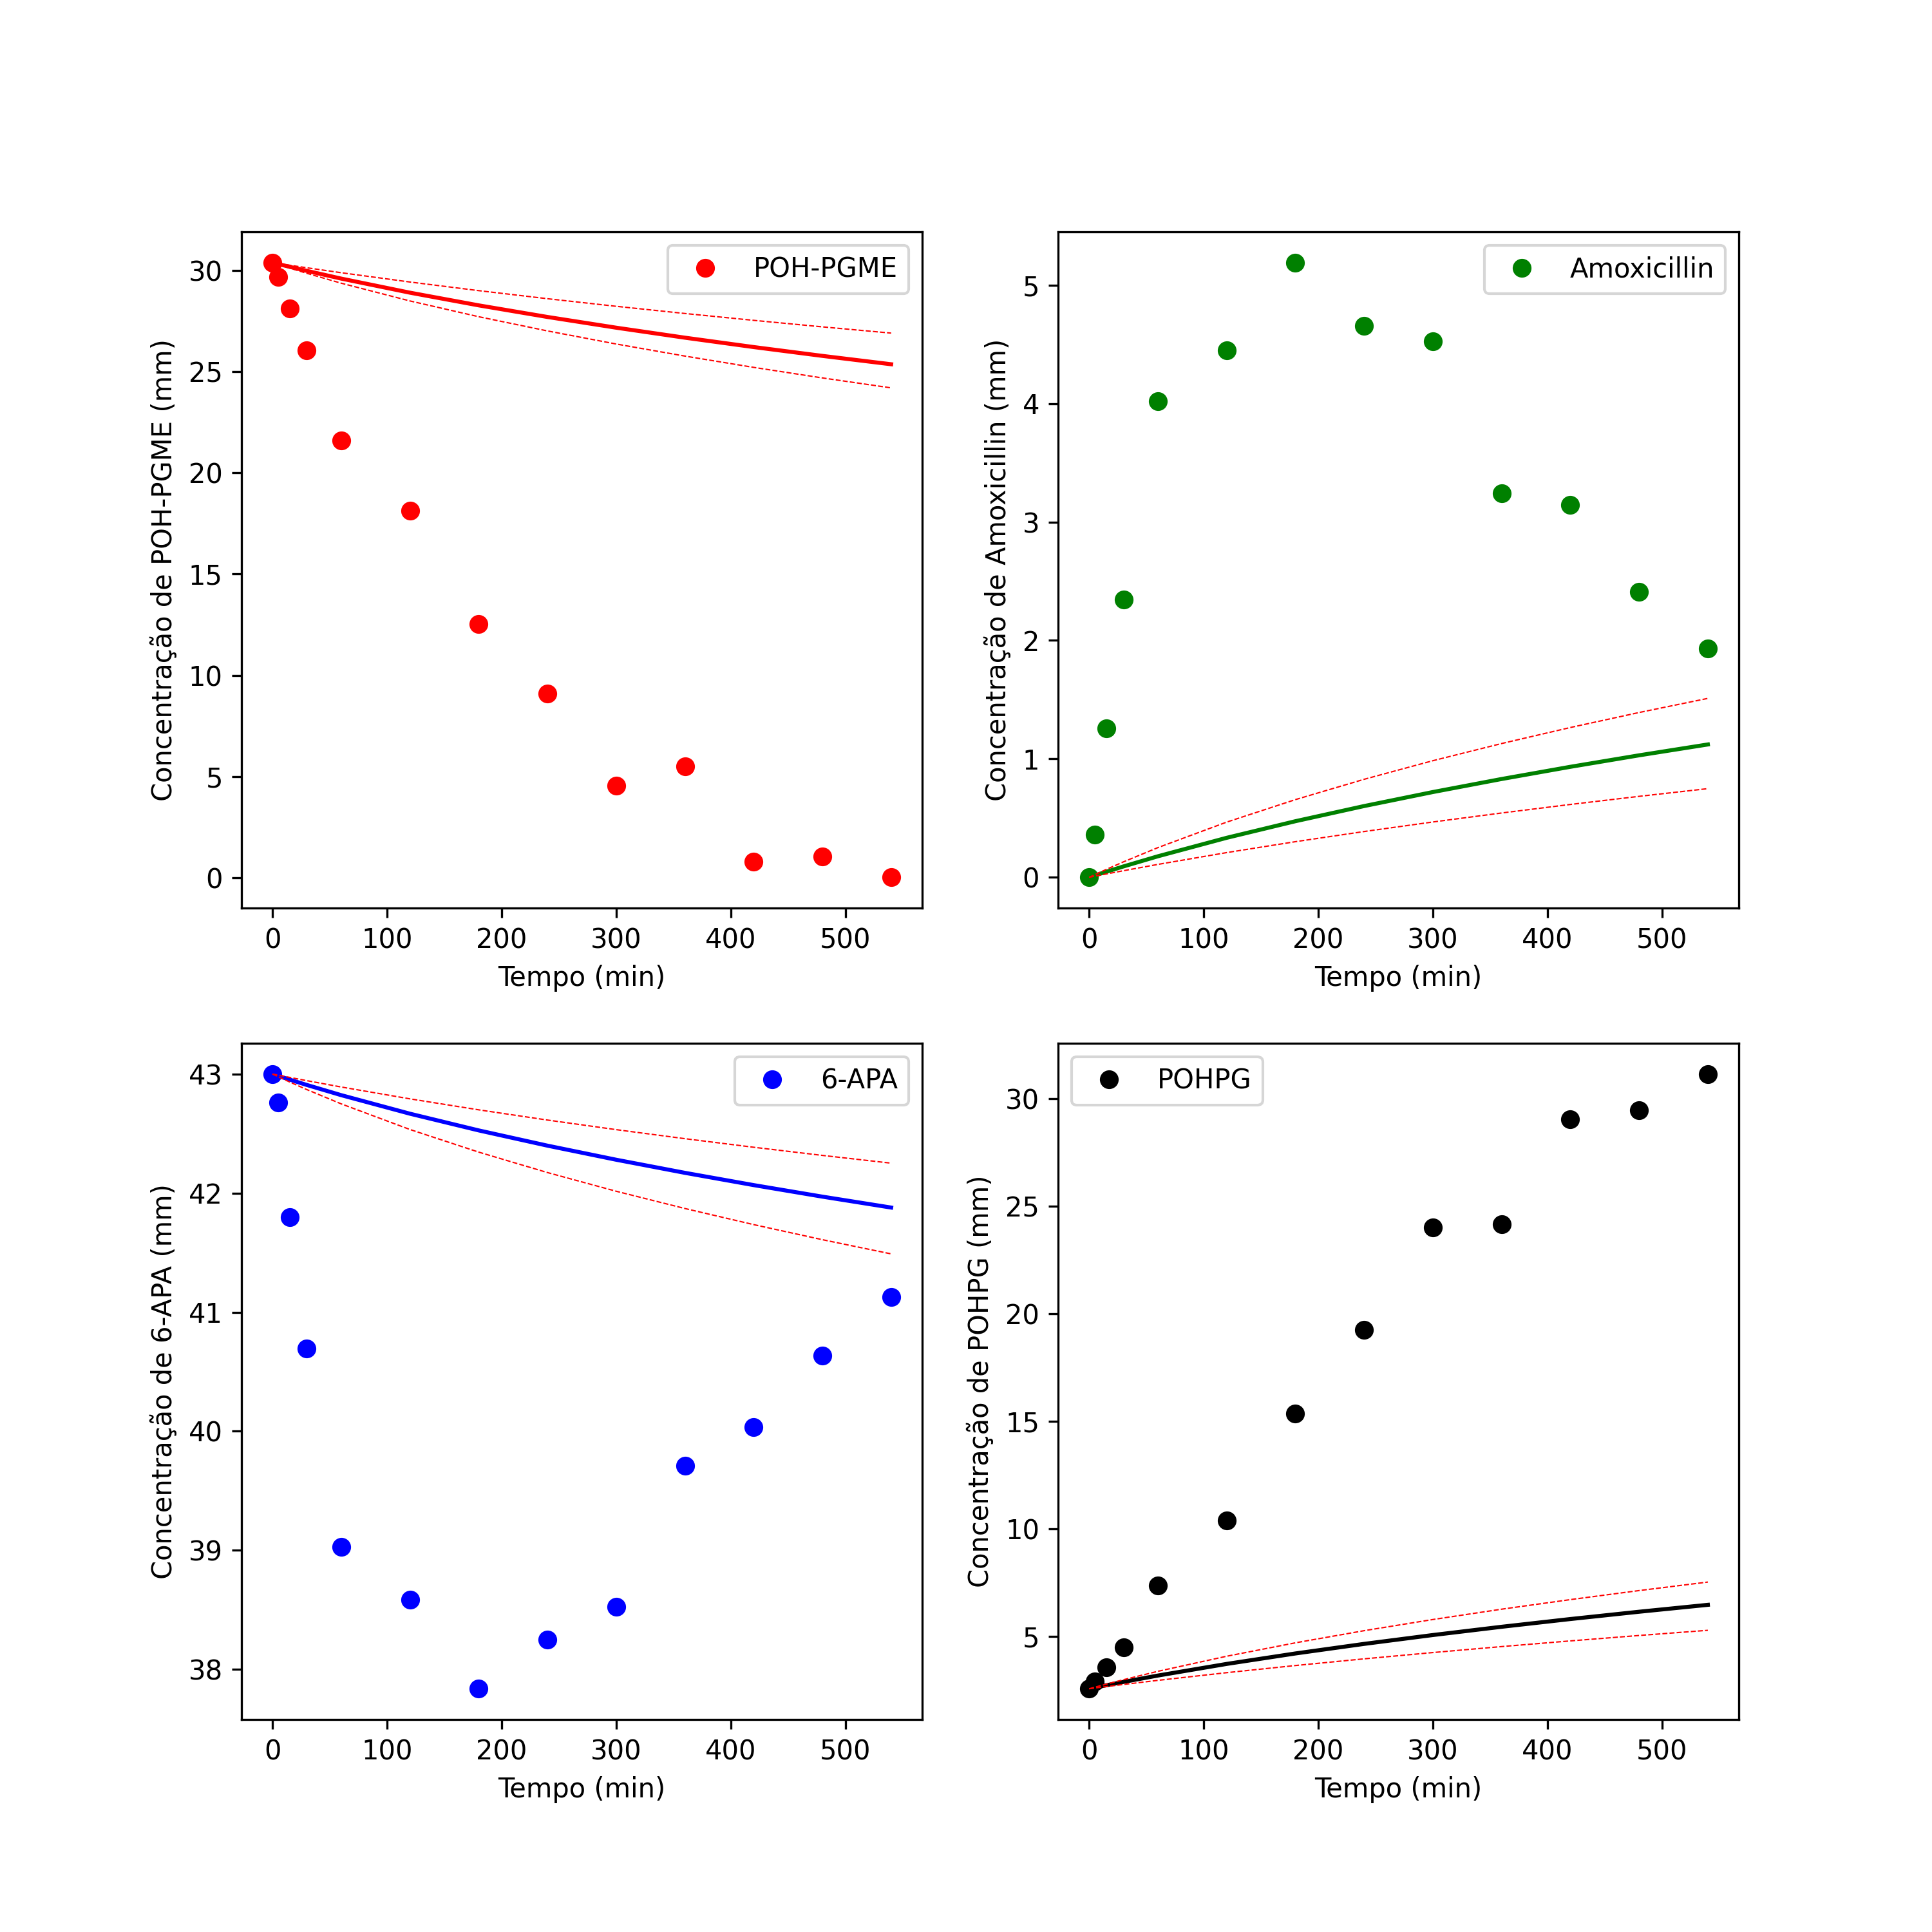 POH-PGME
Concentração de POH-PGME (mm)
30
25
20
15
10
5
0
0 100 200 300 400 500
Tempo (min)
Amoxicillin
Concentração de Amoxicillin (mm)
5
4
3
2
1
0
0 100 200 300 400 500
Tempo (min)
6-APA
Concentração de 6-APA (mm)
43
42
41
40
39
38
0 100 200 300 400 500
Tempo (min)
POHPG
Concentração de POHPG (mm)
30
25
20
15
10
5
0 100 200 300 400 500
Tempo (min)